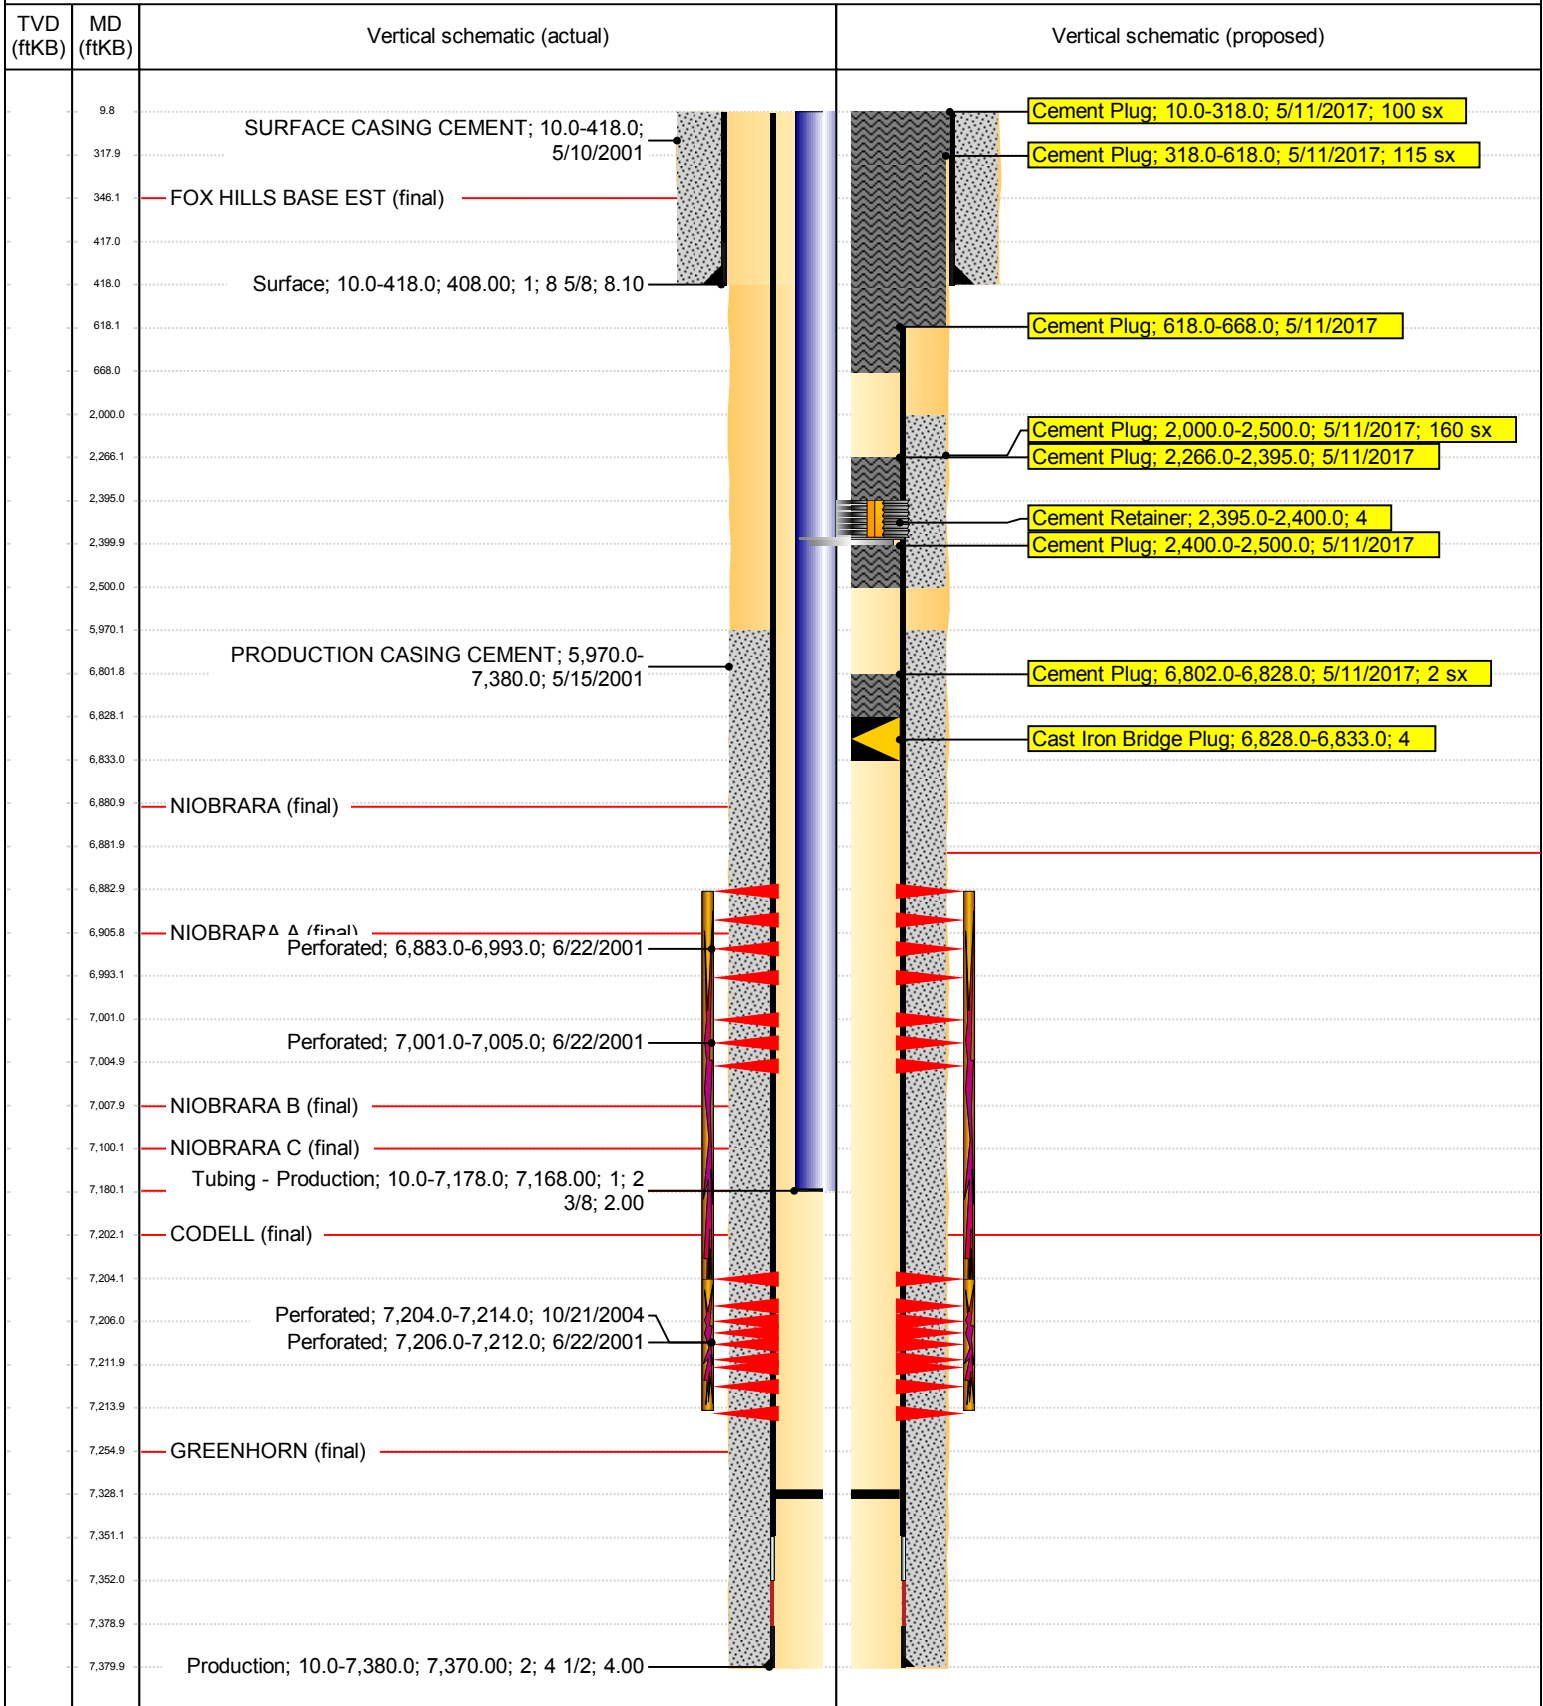 TVD
(ftKB)
MD
(ftKB)
Vertical schematic (actual)
Vertical schematic (proposed)
9.8
317.9
346.1
417.0
418.0
618.1
668.0
2,000.0
2,266.1
2,395.0
2,399.9
2,500.0
5,970.1
6,801.8
6,828.1
6,833.0
6,880.9
6,881.9
6,882.9
6,905.8
6,993.1
7,001.0
7,004.9
7,007.9
7,100.1
7,180.1
7,202.1
7,204.1
7,206.0
7,211.9
7,213.9
7,254.9
7,328.1
7,351.1
7,352.0
7,378.9
7,379.9
SURFACE CASING CEMENT; 10.0-418.0;
5/10/2001
FOX HILLS BASE EST (final)
Surface; 10.0-418.0; 408.00; 1; 8 5/8; 8.10
PRODUCTION CASING CEMENT; 5,970.0-
7,380.0; 5/15/2001
NIOBRARA (final)
NIOBRARA A (final)
Perforated; 6,883.0-6,993.0; 6/22/2001
Perforated; 7,001.0-7,005.0; 6/22/2001
NIOBRARA B (final)
NIOBRARA C (final)
Tubing - Production; 10.0-7,178.0; 7,168.00; 1; 2
3/8; 2.00
CODELL (final)
Perforated; 7,204.0-7,214.0; 10/21/2004
Perforated; 7,206.0-7,212.0; 6/22/2001
GREENHORN (final)
Production; 10.0-7,380.0; 7,370.00; 2; 4 1/2; 4.00
Cement Plug; 10.0-318.0; 5/11/2017; 100 sx
Cement Plug; 318.0-618.0; 5/11/2017; 115 sx
Cement Plug; 618.0-668.0; 5/11/2017
Cement Plug; 2,000.0-2,500.0; 5/11/2017; 160 sx
Cement Plug; 2,266.0-2,395.0; 5/11/2017
Cement Retainer; 2,395.0-2,400.0; 4
Cement Plug; 2,400.0-2,500.0; 5/11/2017
Cement Plug; 6,802.0-6,828.0; 5/11/2017; 2 sx
Cast Iron Bridge Plug; 6,828.0-6,833.0; 4